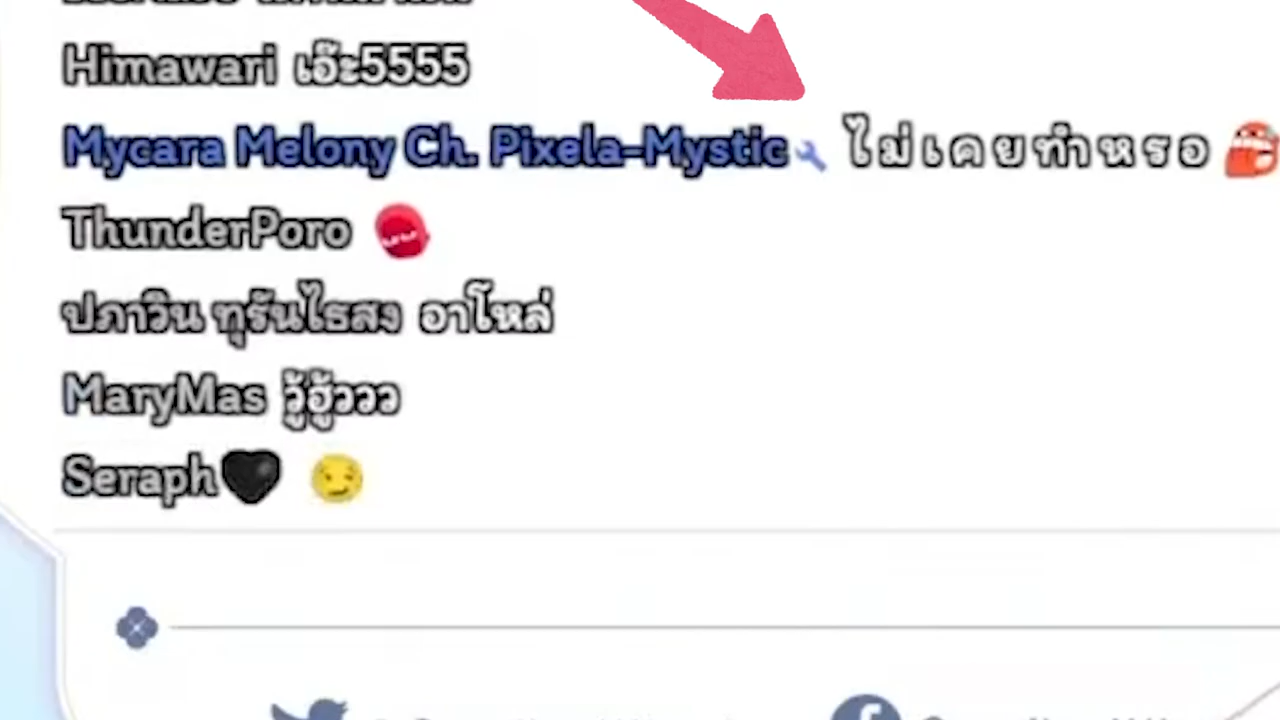 Himawari เอ๊ะ5555
Mycara Melony Ch. Pixela-Mystic ไ ม่ เ ค ย ทำ ห ร อ
ThunderPoro
ปภาวิน ทุรันไธสง อาโหล่
MaryMas วู้ฮู้ววว
Seraph🖤 😏